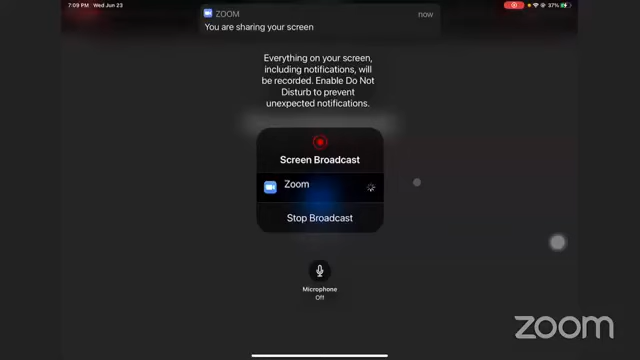 7:09 PM Wed Jun 23
37%
ZOOM
now
You are sharing your screen
Everything on your screen,
including notifications, will
be recorded. Enable Do Not
Disturb to prevent
unexpected notifications.
Screen Broadcast
Zoom
Stop Broadcast
Microphone
Off
zoom